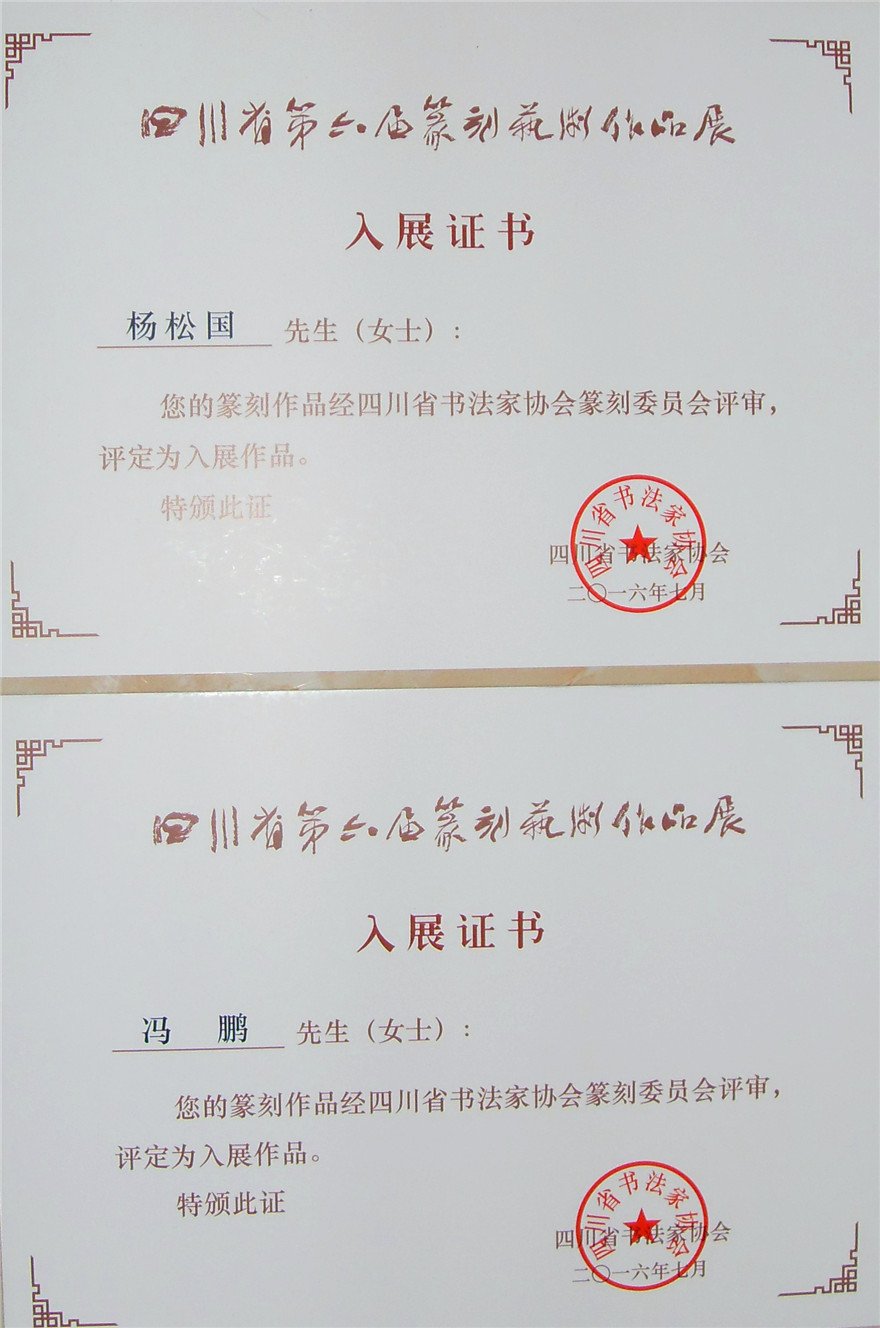 四川省第六届篆刻艺术作品展
入展证书
杨松国 先生（女士）：
您的篆刻作品经四川省书法家协会篆刻委员会评审，
评定为入展作品。
特颁此证
四川省书法家协会
四川省书法家协会
二〇一六年七月
四川省第六届篆刻艺术作品展
入展证书
冯 鹏 先生（女士）：
您的篆刻作品经四川省书法家协会篆刻委员会评审，
评定为入展作品。
特颁此证
四川省书法家协会
四川省书法家协会
二〇一六年七月